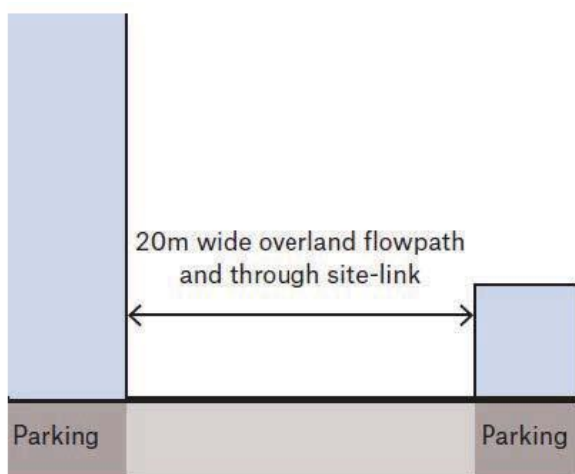 20m wide overland flowpath
and through site-link
Parking
Parking